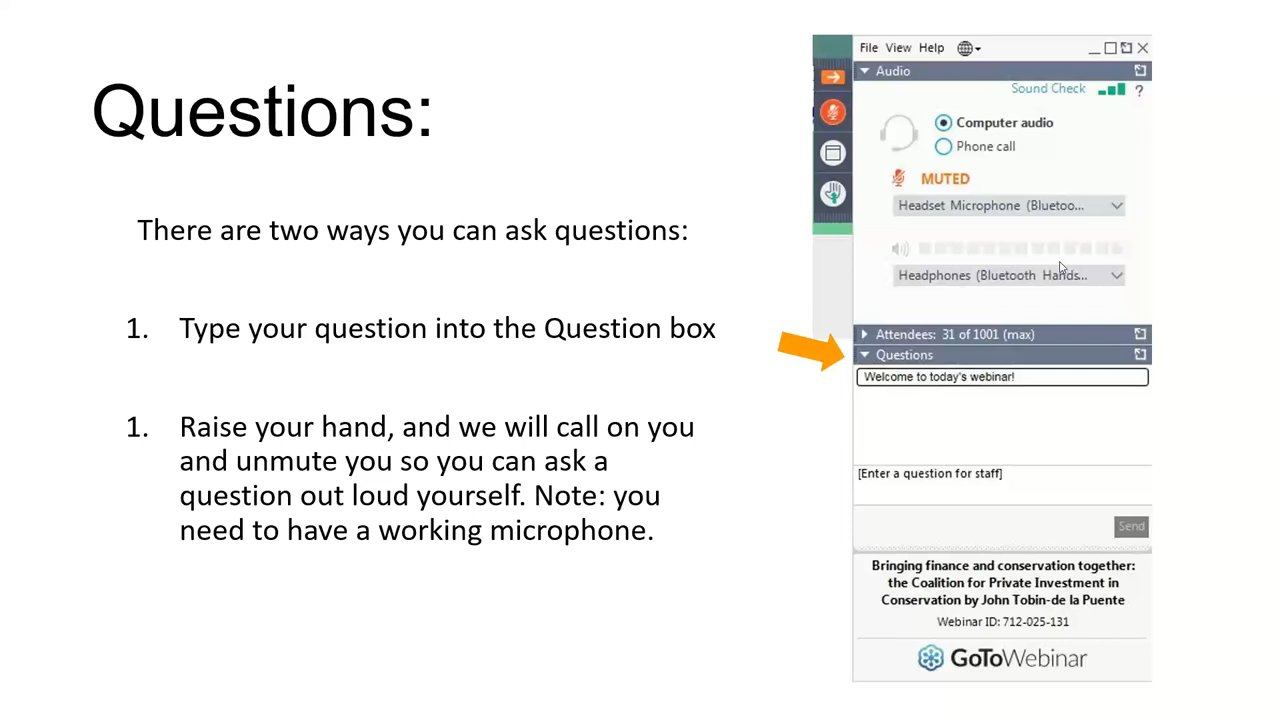 Questions:
There are two ways you can ask questions:
1. Type your question into the Question box
1. Raise your hand, and we will call on you
and unmute you so you can ask a
question out loud yourself. Note: you
need to have a working microphone.
File View Help
Audio
Sound Check ?
Computer audio
Phone call
MUTED
Headset Microphone (Bluetoo...
Headphones (Bluetooth Hands...
Attendees: 31 of 1001 (max)
Questions
Welcome to today's webinar!
[Enter a question for staff]
Send
Bringing finance and conservation together:
the Coalition for Private Investment in
Conservation by John Tobin-de la Puente
Webinar ID: 712-025-131
GoToWebinar